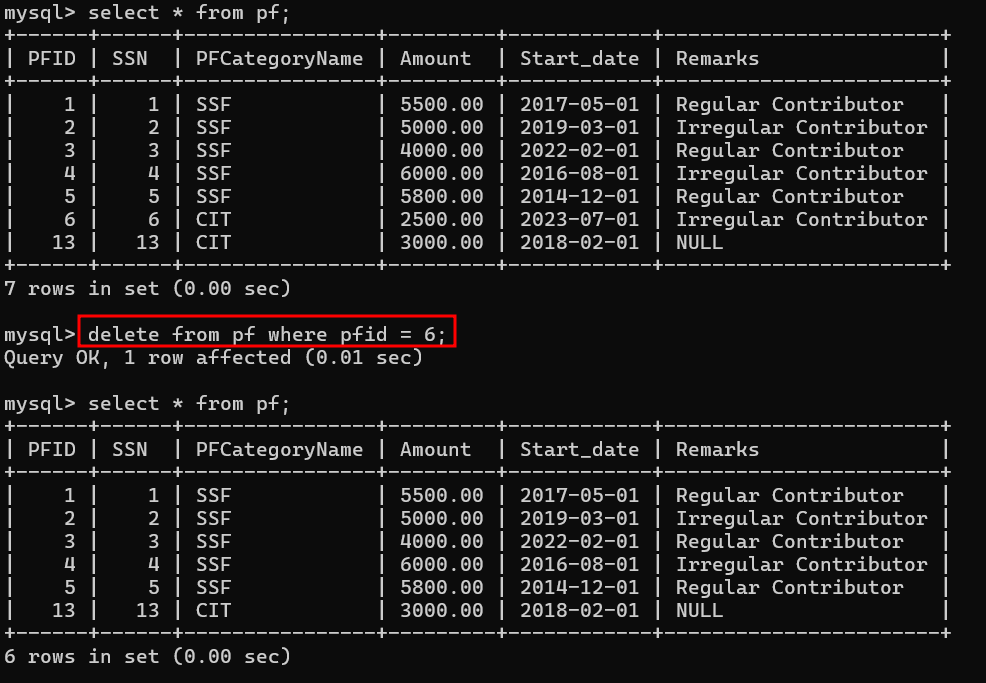 mysql> select * from pf;
+------+------+-----------------+---------+------------+-----------------------+
| PFID | SSN  | PFCategoryName | Amount  | Start_date | Remarks               |
+------+------+-----------------+---------+------------+-----------------------+
|    1 |    1 | SSF            | 5500.00 | 2017-05-01 | Regular Contributor   |
|    2 |    2 | SSF            | 5000.00 | 2019-03-01 | Irregular Contributor |
|    3 |    3 | SSF            | 4000.00 | 2022-02-01 | Regular Contributor   |
|    4 |    4 | SSF            | 6000.00 | 2016-08-01 | Irregular Contributor |
|    5 |    5 | SSF            | 5800.00 | 2014-12-01 | Regular Contributor   |
|    6 |    6 | CIT            | 2500.00 | 2023-07-01 | Irregular Contributor |
|   13 |   13 | CIT            | 3000.00 | 2018-02-01 | NULL                  |
+------+------+-----------------+---------+------------+-----------------------+
7 rows in set (0.00 sec)
mysql> delete from pf where pfid = 6;
Query OK, 1 row affected (0.01 sec)
mysql> select * from pf;
+------+------+-----------------+---------+------------+-----------------------+
| PFID | SSN  | PFCategoryName | Amount  | Start_date | Remarks               |
+------+------+-----------------+---------+------------+-----------------------+
|    1 |    1 | SSF            | 5500.00 | 2017-05-01 | Regular Contributor   |
|    2 |    2 | SSF            | 5000.00 | 2019-03-01 | Irregular Contributor |
|    3 |    3 | SSF            | 4000.00 | 2022-02-01 | Regular Contributor   |
|    4 |    4 | SSF            | 6000.00 | 2016-08-01 | Irregular Contributor |
|    5 |    5 | SSF            | 5800.00 | 2014-12-01 | Regular Contributor   |
|   13 |   13 | CIT            | 3000.00 | 2018-02-01 | NULL                  |
+------+------+-----------------+---------+------------+-----------------------+
6 rows in set (0.00 sec)